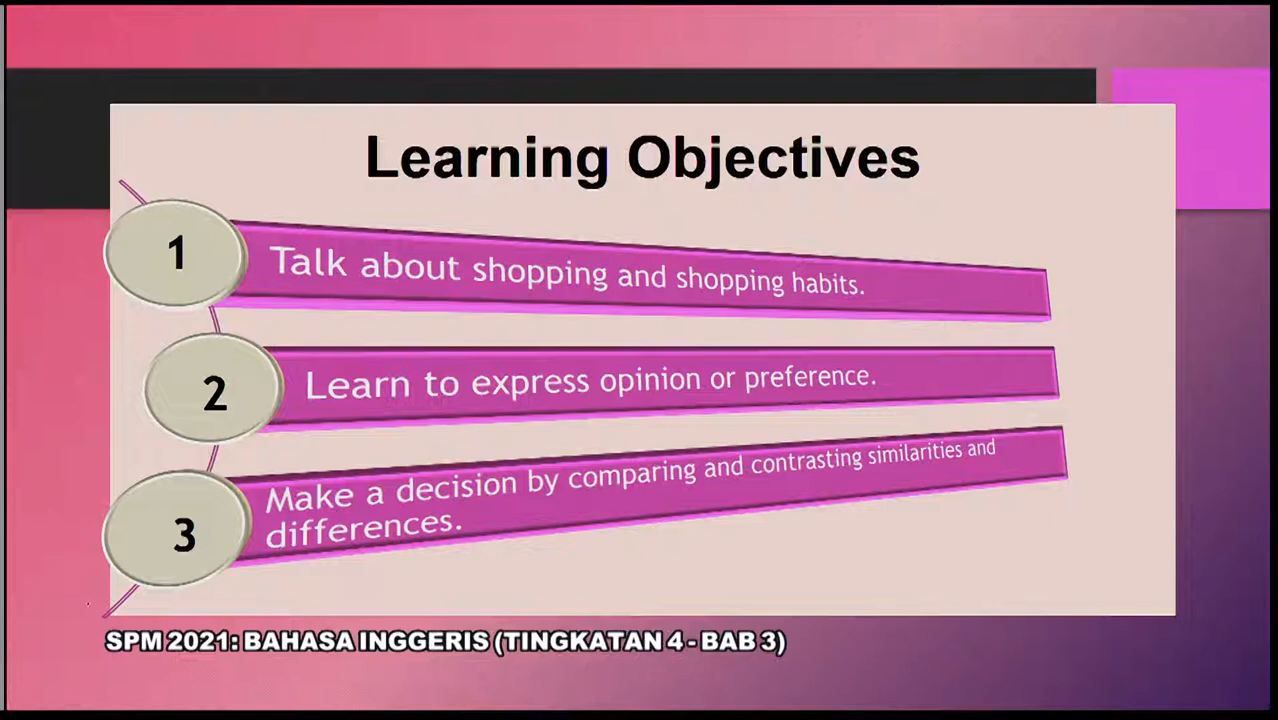 Learning Objectives
1
Talk about shopping and shopping habits.
2
Learn to express opinion or preference.
3
Make a decision by comparing and contrasting similarities and
differences.
SPM 2021: BAHASA INGGERIS (TINGKATAN 4 - BAB 3)